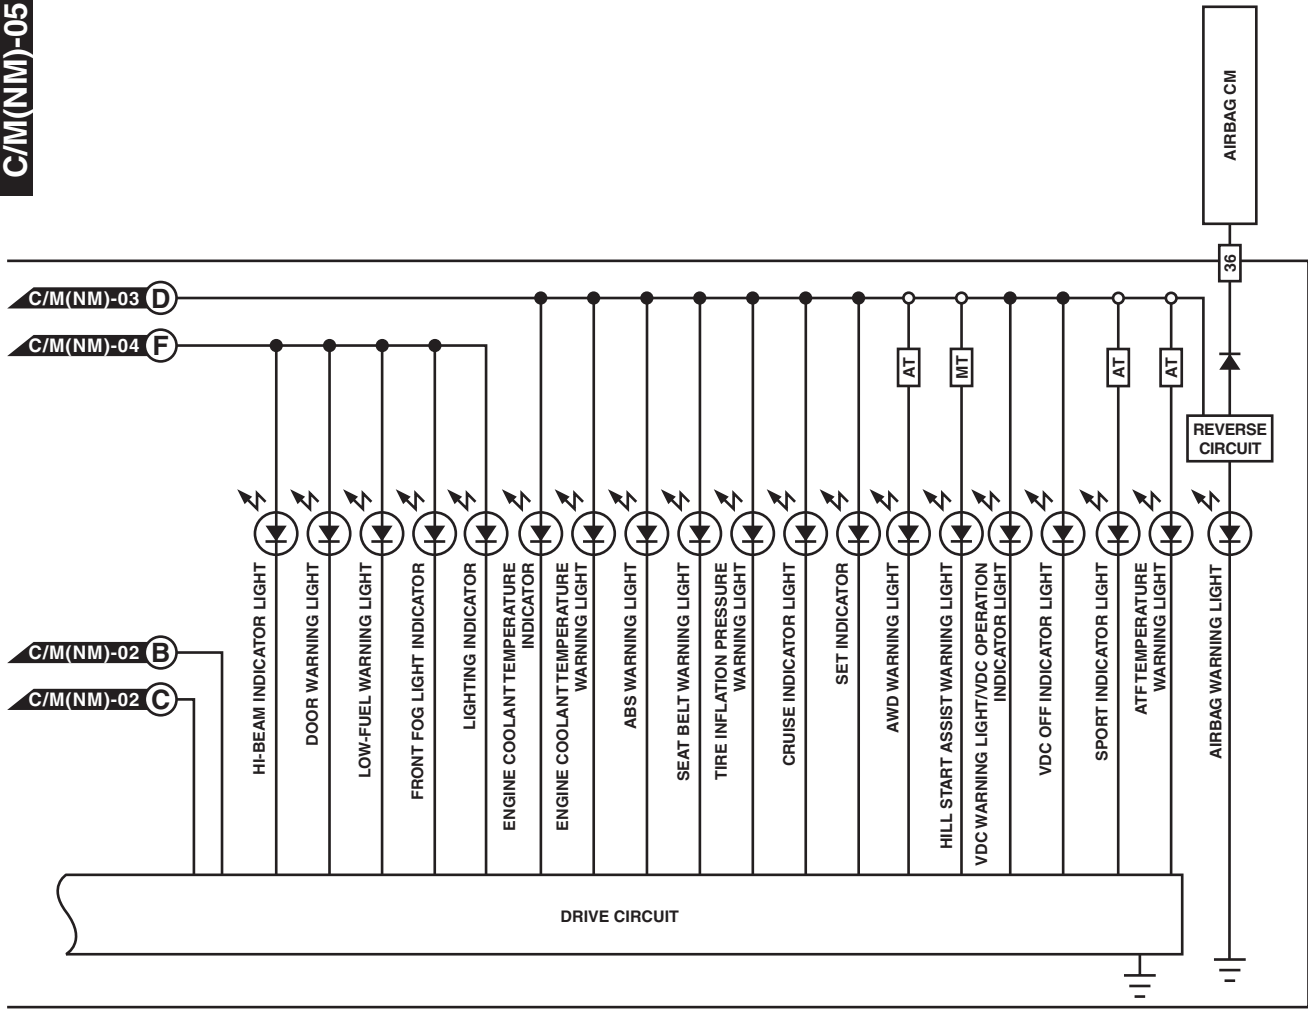 C/M(NM)-05
AIRBAG CM
36
C/M(NM)-03 D
C/M(NM)-04 F
AT
MT
AT
AT
REVERSE
CIRCUIT
C/M(NM)-02 B
C/M(NM)-02 C
HI-BEAM INDICATOR LIGHT
DOOR WARNING LIGHT
LOW-FUEL WARNING LIGHT
FRONT FOG LIGHT INDICATOR
LIGHTING INDICATOR
ENGINE COOLANT TEMPERATURE
INDICATOR
ENGINE COOLANT TEMPERATURE
WARNING LIGHT
ABS WARNING LIGHT
SEAT BELT WARNING LIGHT
TIRE INFLATION PRESSURE
WARNING LIGHT
CRUISE INDICATOR LIGHT
SET INDICATOR
AWD WARNING LIGHT
HILL START ASSIST WARNING LIGHT
VDC WARNING LIGHT/VDC OPERATION
INDICATOR LIGHT
VDC OFF INDICATOR LIGHT
SPORT INDICATOR LIGHT
ATF TEMPERATURE
WARNING LIGHT
AIRBAG WARNING LIGHT
DRIVE CIRCUIT